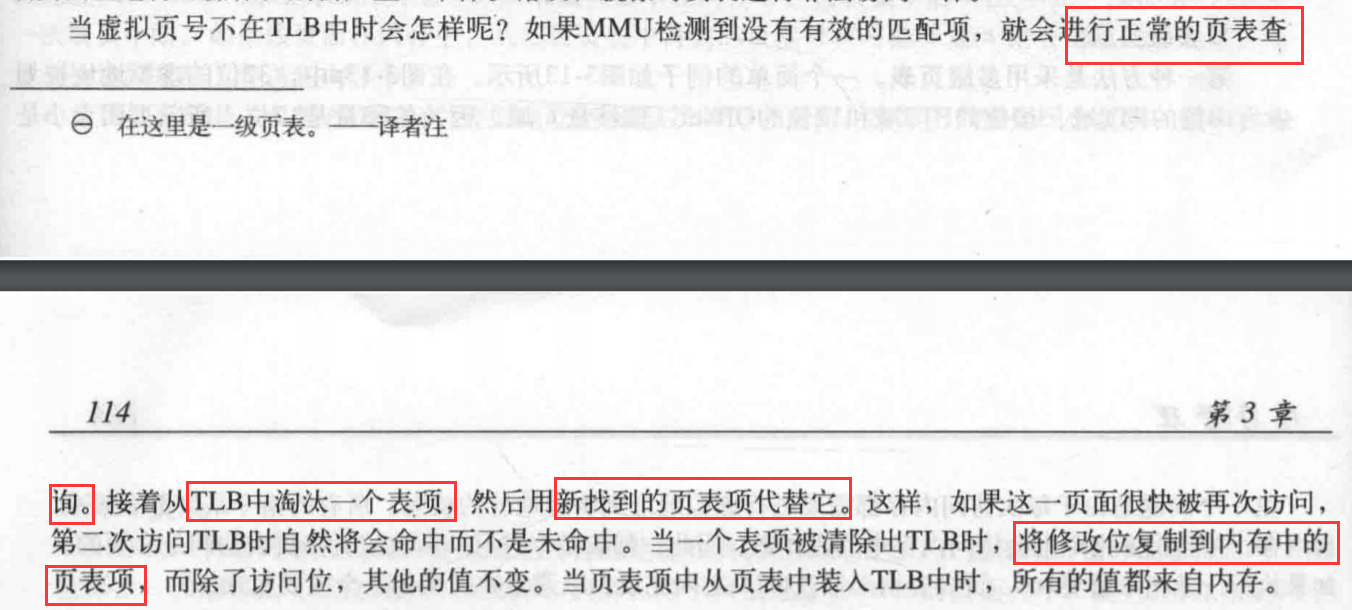 当虚拟页号不在TLB中时会怎样呢？如果MMU检测到没有有效的匹配项，就会进行正常的页表查
㊀ 在这里是一级页表。——译者注
114 第 3 章
询。接着从TLB中淘汰一个表项，然后用新找到的页表项代替它。这样，如果这一页面很快被再次访问，
第二次访问TLB时自然将会命中而不是未命中。当一个表项被清除出TLB时，将修改位复制到内存中的
页表项，而除了访问位，其他的值不变。当页表项中从页表中装入TLB中时，所有的值都来自内存。